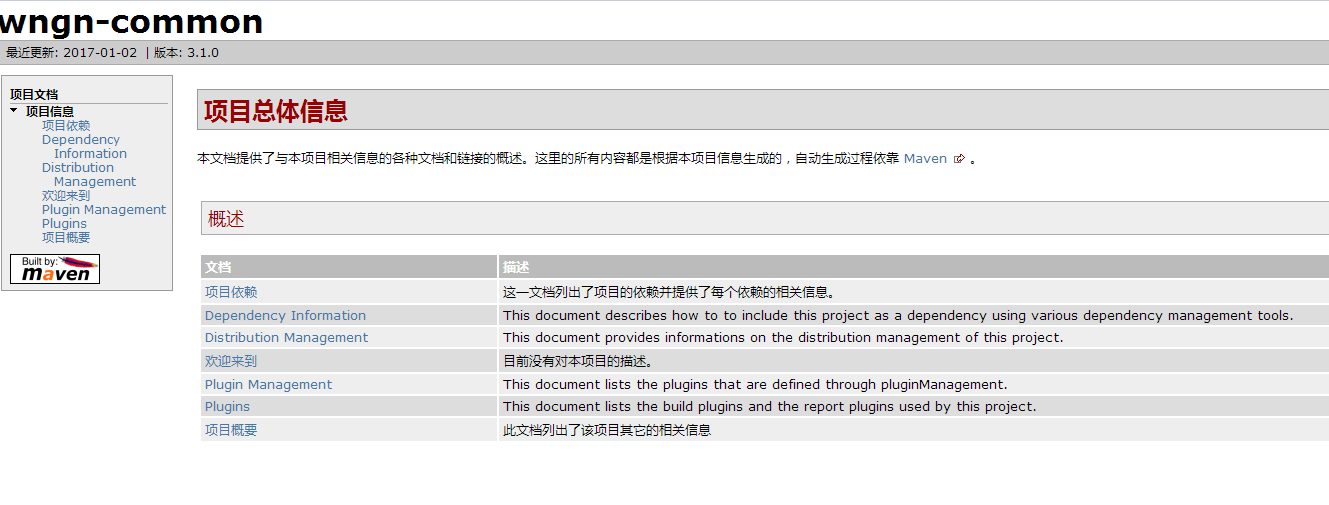 wngn-common
最近更新: 2017-01-02 | 版本: 3.1.0
项目文档
项目信息
项目依赖
Dependency
Information
Distribution
Management
欢迎来到
Plugin Management
Plugins
项目概要
Built by:
maven
项目总体信息
本文档提供了与本项目相关信息的各种文档和链接的概述。这里的所有内容都是根据本项目信息生成的，自动生成过程依靠 Maven 。
概述
文档 描述
项目依赖 这一文档列出了项目的依赖并提供了每个依赖的相关信息。
Dependency Information This document describes how to to include this project as a dependency using various dependency management tools.
Distribution Management This document provides informations on the distribution management of this project.
欢迎来到 目前没有对本项目的描述。
Plugin Management This document lists the plugins that are defined through pluginManagement.
Plugins This document lists the build plugins and the report plugins used by this project.
项目概要 此文档列出了该项目其它的相关信息